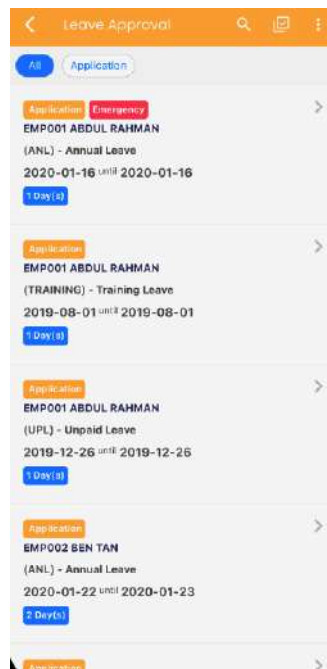 Leave Approval
All Application
Application Emergency
EMP001 ABDUL RAHMAN
(ANL) - Annual Leave
2020-01-16 until 2020-01-16
1 Day(s)
Application
EMP001 ABDUL RAHMAN
(TRAINING) - Training Leave
2019-08-01 until 2019-08-01
1 Day(s)
Application
EMP001 ABDUL RAHMAN
(UPL) - Unpaid Leave
2019-12-26 until 2019-12-26
1 Day(s)
Application
EMP002 BEN TAN
(ANL) - Annual Leave
2020-01-22 until 2020-01-23
2 Day(s)
Application